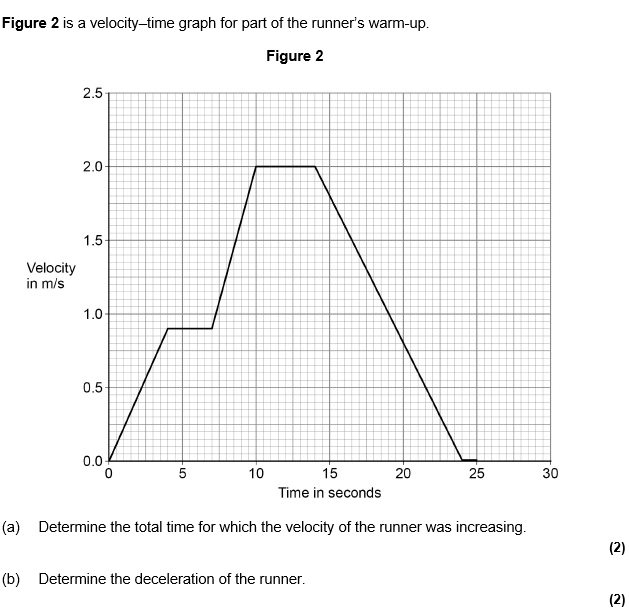 Figure 2 is a velocity–time graph for part of the runner's warm-up.
Figure 2
2.5
2.0
1.5
Velocity
in m/s
1.0
0.5
0.0
0 5 10 15 20 25 30
Time in seconds
(a) Determine the total time for which the velocity of the runner was increasing.
(2)
(b) Determine the deceleration of the runner.
(2)